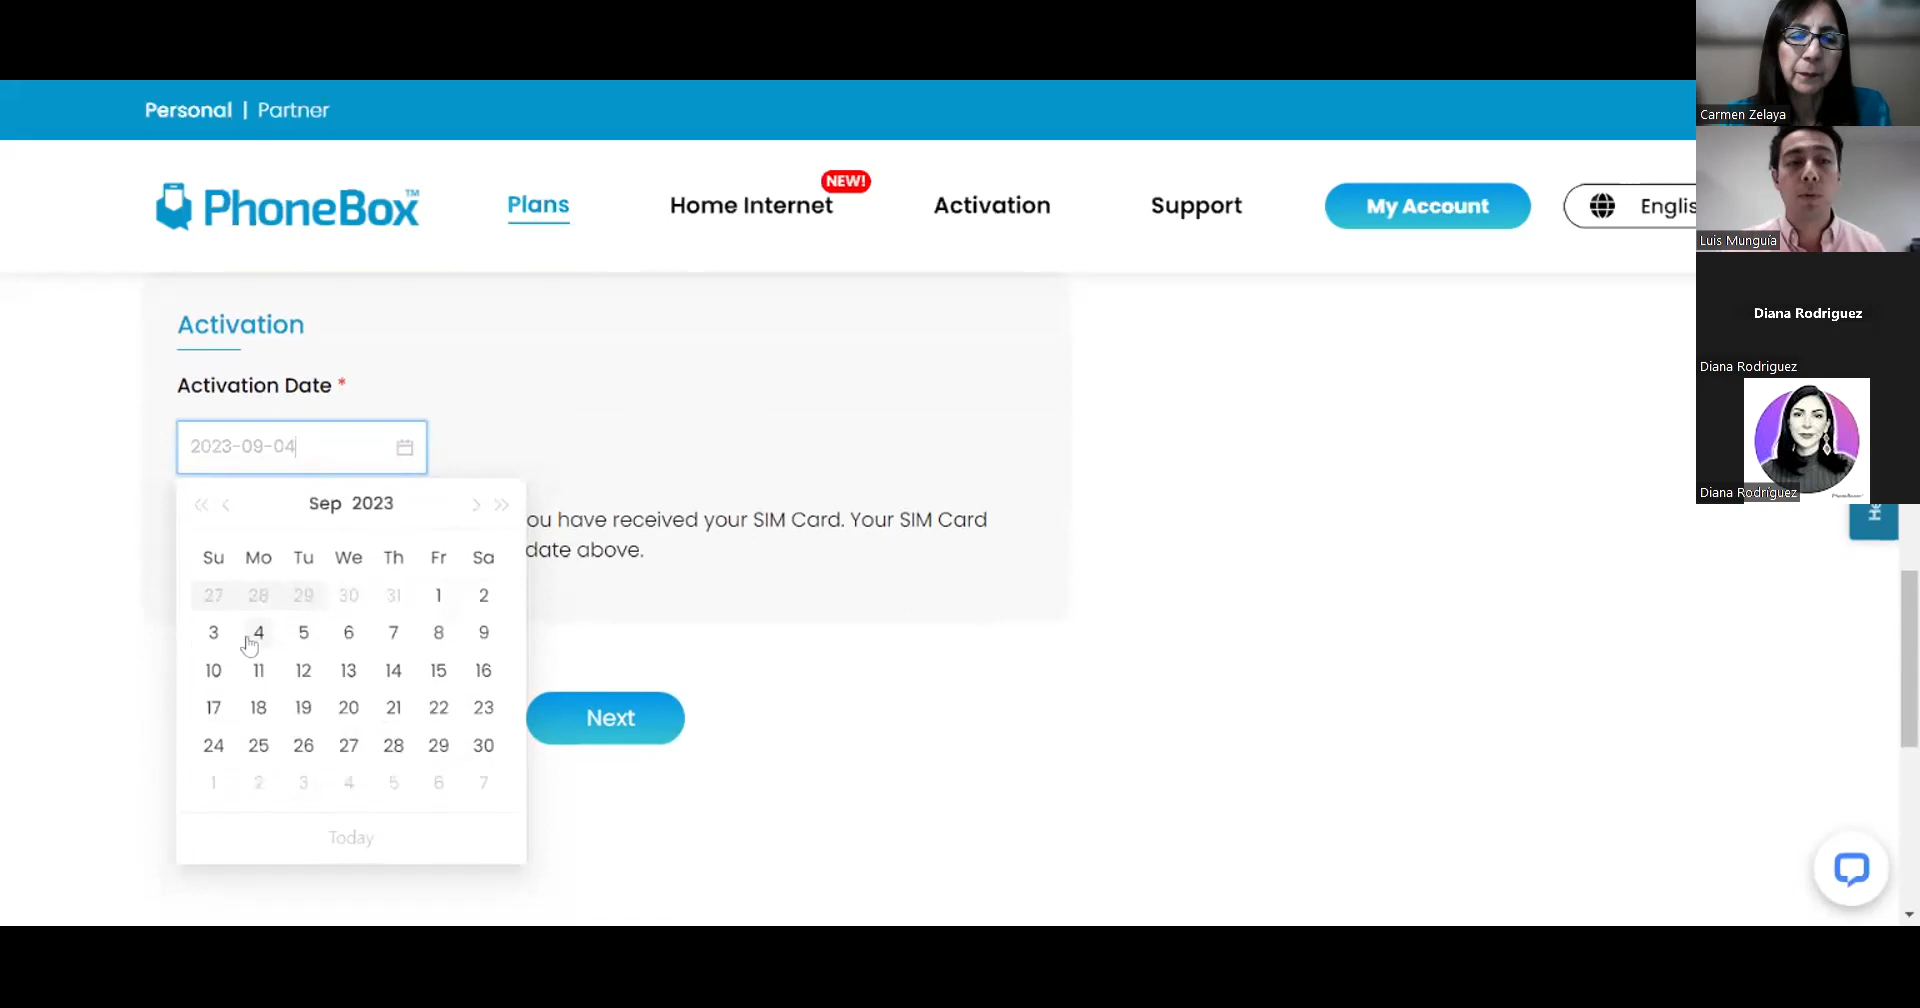 Personal | Partner
PhoneBox™
Plans
Home Internet
NEW!
Activation
Support
My Account
Activation
Activation Date *
2023-09-04
Sep 2023
Su Mo Tu We Th Fr Sa
27 28 29 30 31 1 2
3 4 5 6 7 8 9
10 11 12 13 14 15 16
17 18 19 20 21 22 23
24 25 26 27 28 29 30
1 2 3 4 5 6 7
Today
ou have received your SIM Card. Your SIM Card
date above.
Next
Carmen Zelaya
Luis Munguía
Diana Rodriguez
Diana Rodriguez
Diana Rodríguez